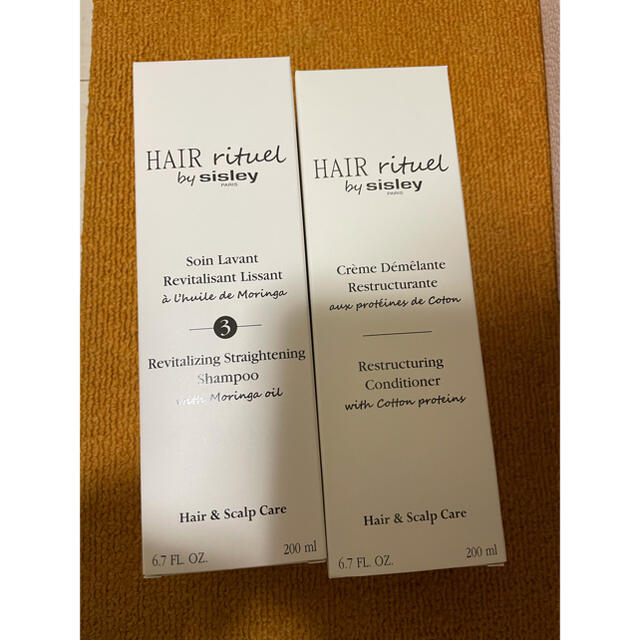 HAIR rituel
by sisley
PARIS
Soin Lavant
Revitalisant Lissant
à l'huile de Moringa
3
Revitalizing Straightening
Shampoo
with Moringa oil
Hair & Scalp Care
6.7 FL. OZ. 200 ml
HAIR rituel
by sisley
PARIS
Crème Démêlante
Restructurante
aux protéines de Coton
Restructuring
Conditioner
with Cotton proteins
Hair & Scalp Care
6.7 FL. OZ. 200 ml